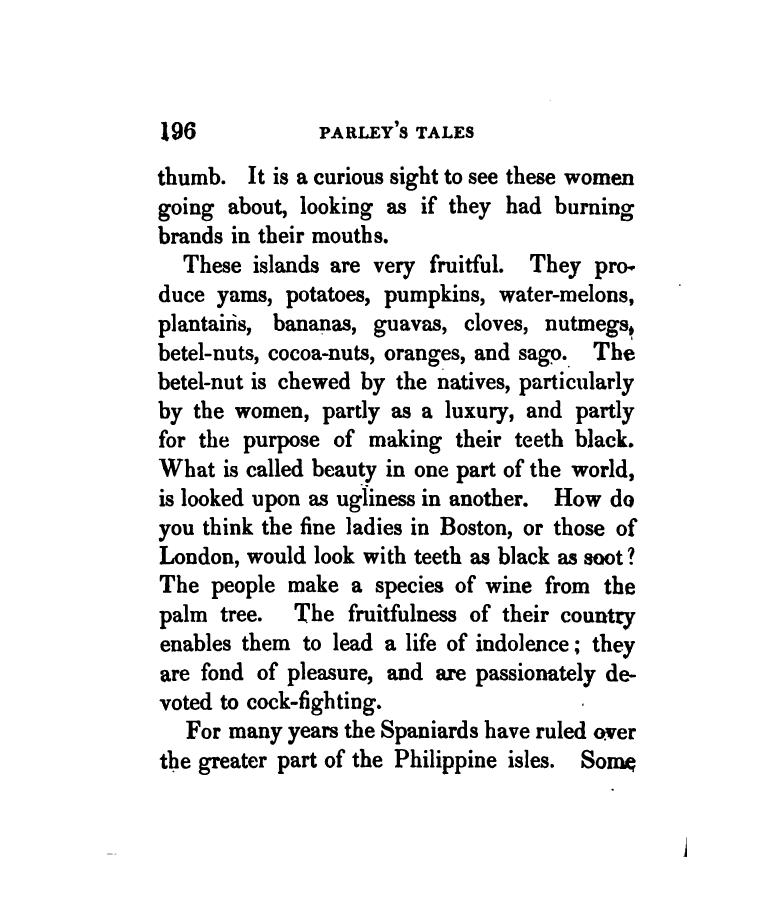 196 PARLEY'S TALES
thumb. It is a curious sight to see these women
going about, looking as if they had burning
brands in their mouths.
These islands are very fruitful. They pro-
duce yams, potatoes, pumpkins, water-melons,
plantains, bananas, guavas, cloves, nutmegs,
betel-nuts, cocoa-nuts, oranges, and sago. The
betel-nut is chewed by the natives, particularly
by the women, partly as a luxury, and partly
for the purpose of making their teeth black.
What is called beauty in one part of the world,
is looked upon as ugliness in another. How do
you think the fine ladies in Boston, or those of
London, would look with teeth as black as soot?
The people make a species of wine from the
palm tree. The fruitfulness of their country
enables them to lead a life of indolence; they
are fond of pleasure, and are passionately de-
voted to cock-fighting.
For many years the Spaniards have ruled over
the greater part of the Philippine isles. Some